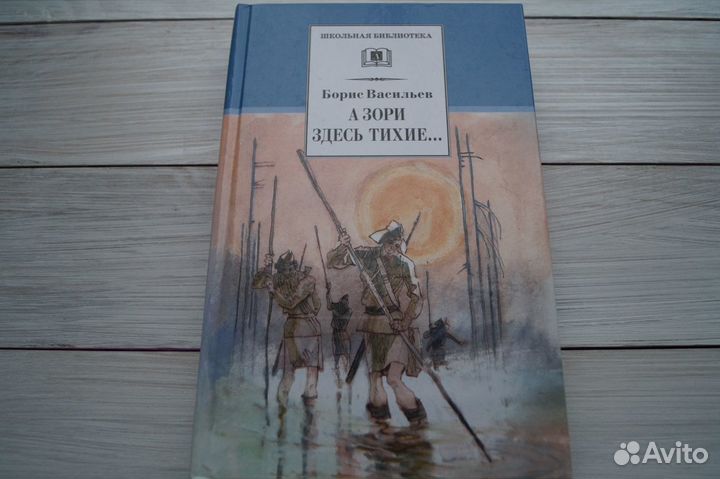 ШКОЛЬНАЯ БИБЛИОТЕКА
Борис Васильев
А ЗОРИ
ЗДЕСЬ ТИХИЕ...
Avito